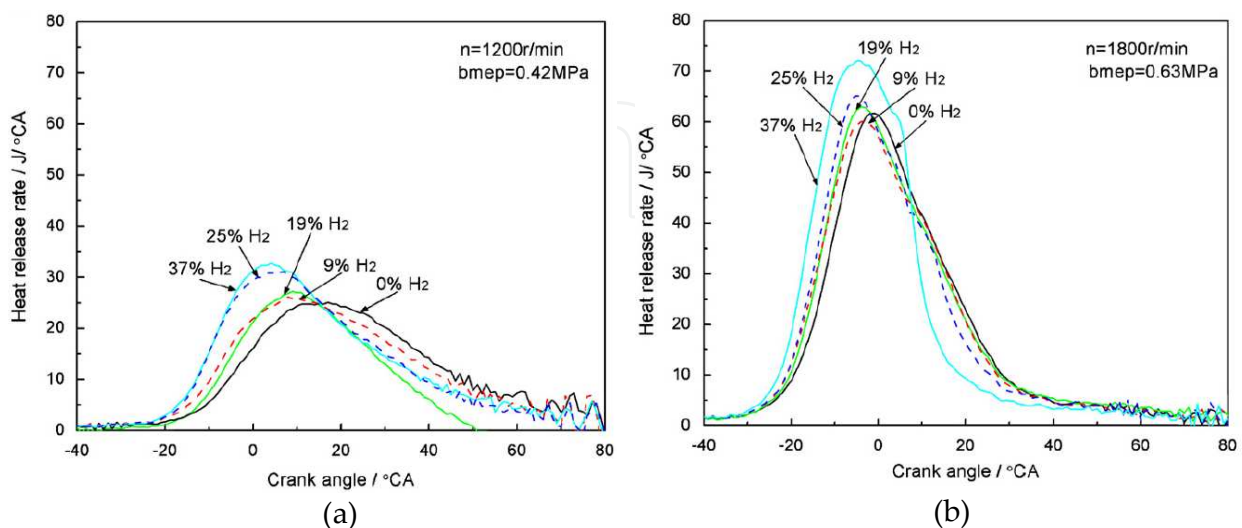 80
70
60
50
40
30
20
10
0
Heat release rate / J/ °CA
n=1200r/min
bmep=0.42MPa
19% H2
25% H2
37% H2
9% H2
0% H2
-40 -20 0 20 40 60 80
Crank angle / °CA
(a)
80
70
60
50
40
30
20
10
0
Heat release rate / J/ °CA
n=1800r/min
bmep=0.63MPa
19% H2
25% H2
9% H2
0% H2
37% H2
-40 -20 0 20 40 60 80
Crank angle / °CA
(b)